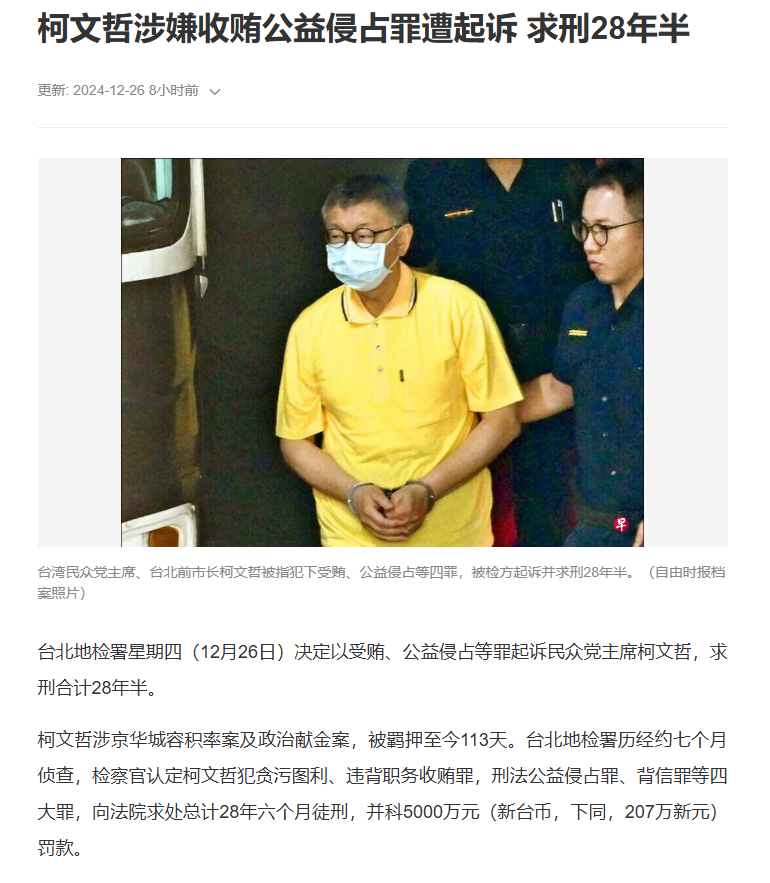 柯文哲涉嫌收贿公益侵占罪遭起诉 求刑28年半
更新: 2024-12-26 8小时前
早
台湾民众党主席、台北前市长柯文哲被指犯下受贿、公益侵占等四罪，被检方起诉并求刑28年半。（自由时报档
案照片）
台北地检署星期四（12月26日）决定以受贿、公益侵占等罪起诉民众党主席柯文哲，求
刑合计28年半。
柯文哲涉京华城容积率案及政治献金案，被羁押至今113天。台北地检署历经约七个月
侦查，检察官认定柯文哲犯贪污图利、违背职务收贿罪，刑法公益侵占罪、背信罪等四
大罪，向法院求处总计28年六个月徒刑，并科5000万元（新台币，下同，207万新元）
罚款。